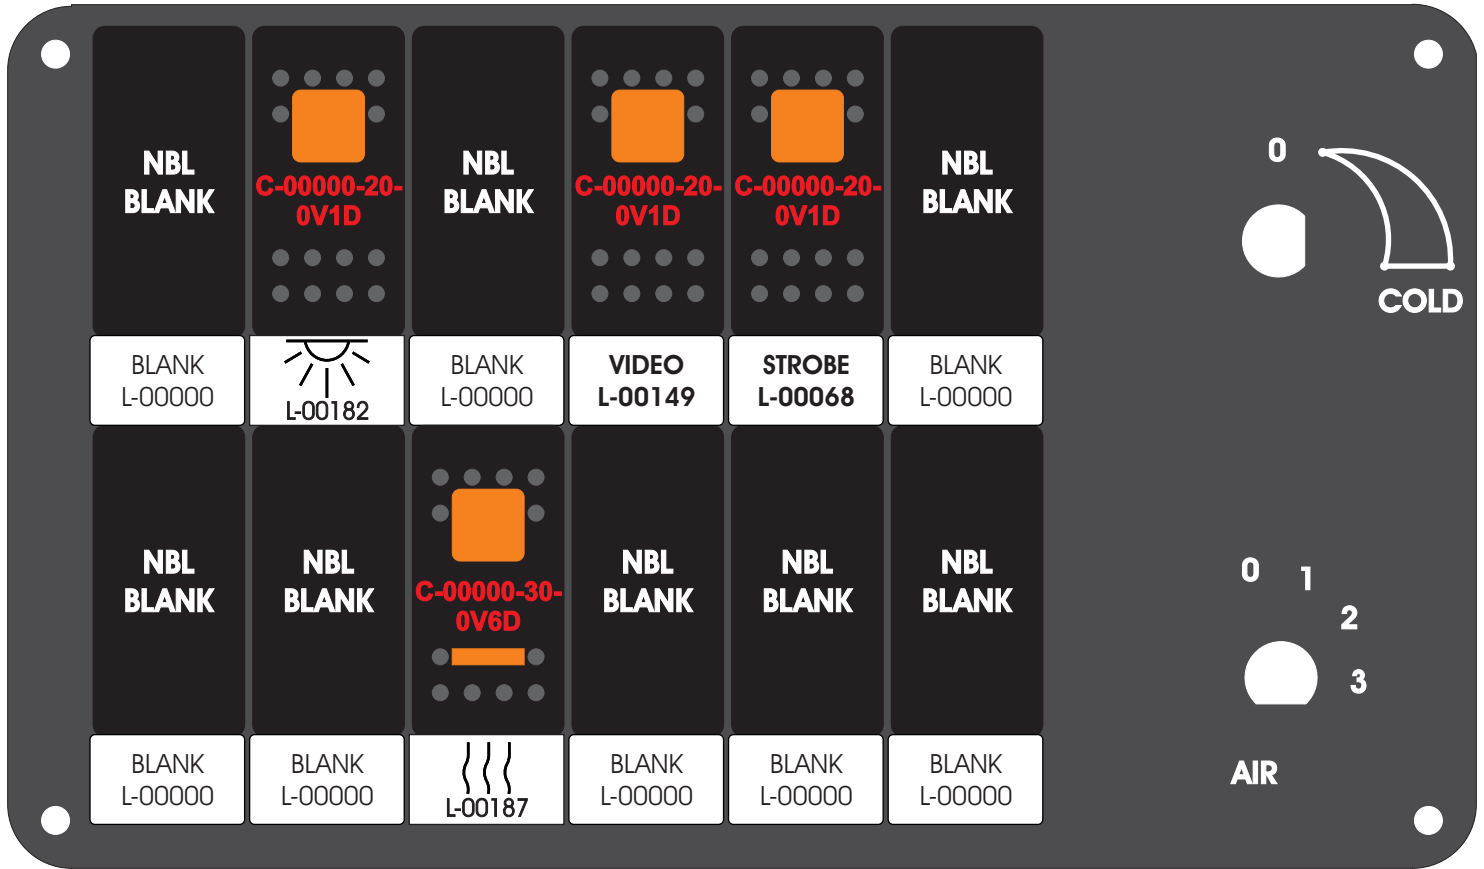 NBL
BLANK
C-00000-20-
0V1D
NBL
BLANK
C-00000-20-
0V1D
C-00000-20-
0V1D
NBL
BLANK
BLANK
L-00000
L-00182
BLANK
L-00000
VIDEO
L-00149
STROBE
L-00068
BLANK
L-00000
0
COLD
NBL
BLANK
NBL
BLANK
C-00000-30-
0V6D
NBL
BLANK
NBL
BLANK
NBL
BLANK
BLANK
L-00000
BLANK
L-00000
L-00187
BLANK
L-00000
BLANK
L-00000
BLANK
L-00000
0
1
2
3
AIR